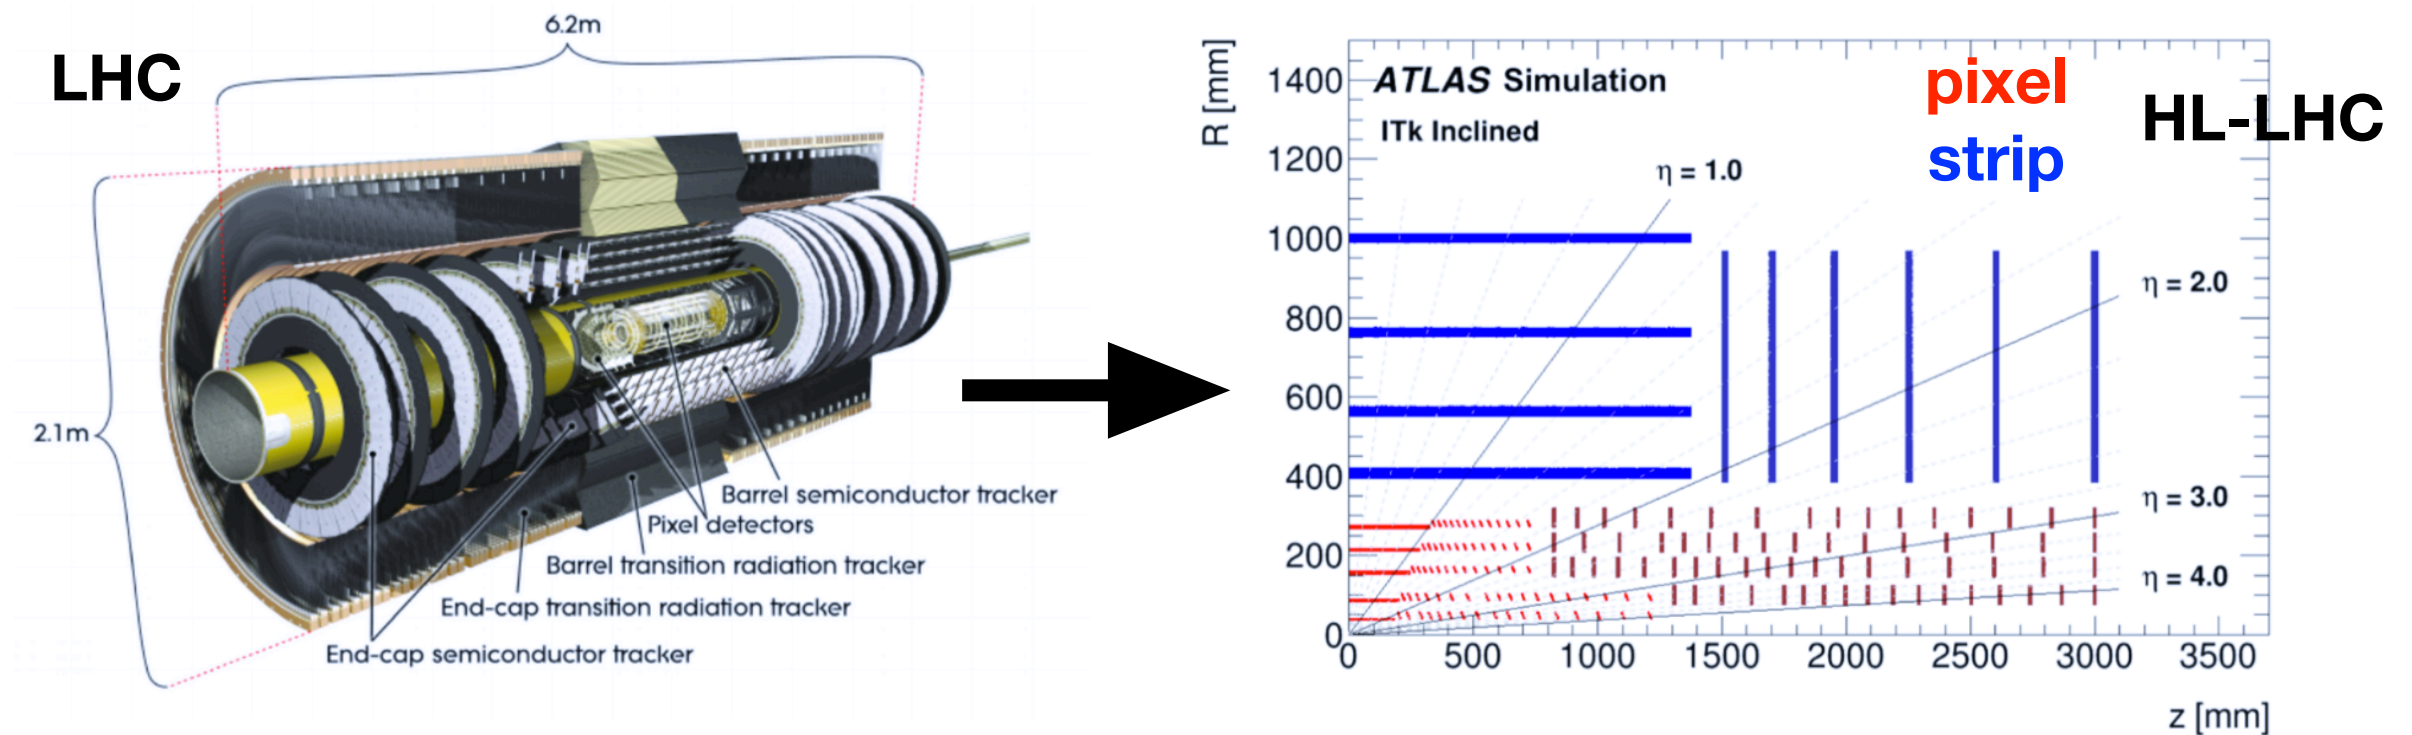 LHC
6.2m
2.1m
Barrel semiconductor tracker
Pixel detectors
Barrel transition radiation tracker
End-cap transition radiation tracker
End-cap semiconductor tracker
R [mm]
1400
1200
1000
800
600
400
200
0
ATLAS Simulation
ITk Inclined
pixel
strip
HL-LHC
η = 1.0
η = 2.0
η = 3.0
η = 4.0
0 500 1000 1500 2000 2500 3000 3500
z [mm]